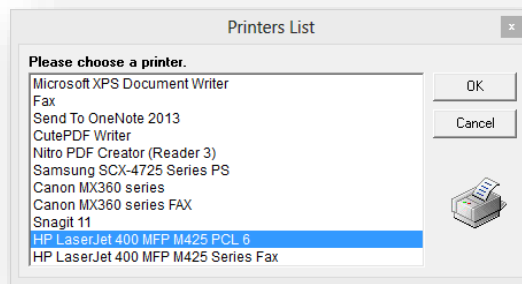 Printers List
x
Please choose a printer.
Microsoft XPS Document Writer
Fax
Send To OneNote 2013
CutePDF Writer
Nitro PDF Creator (Reader 3)
Samsung SCX-4725 Series PS
Canon MX360 series
Canon MX360 series FAX
Snagit 11
HP LaserJet 400 MFP M425 PCL 6
HP LaserJet 400 MFP M425 Series Fax
OK
Cancel